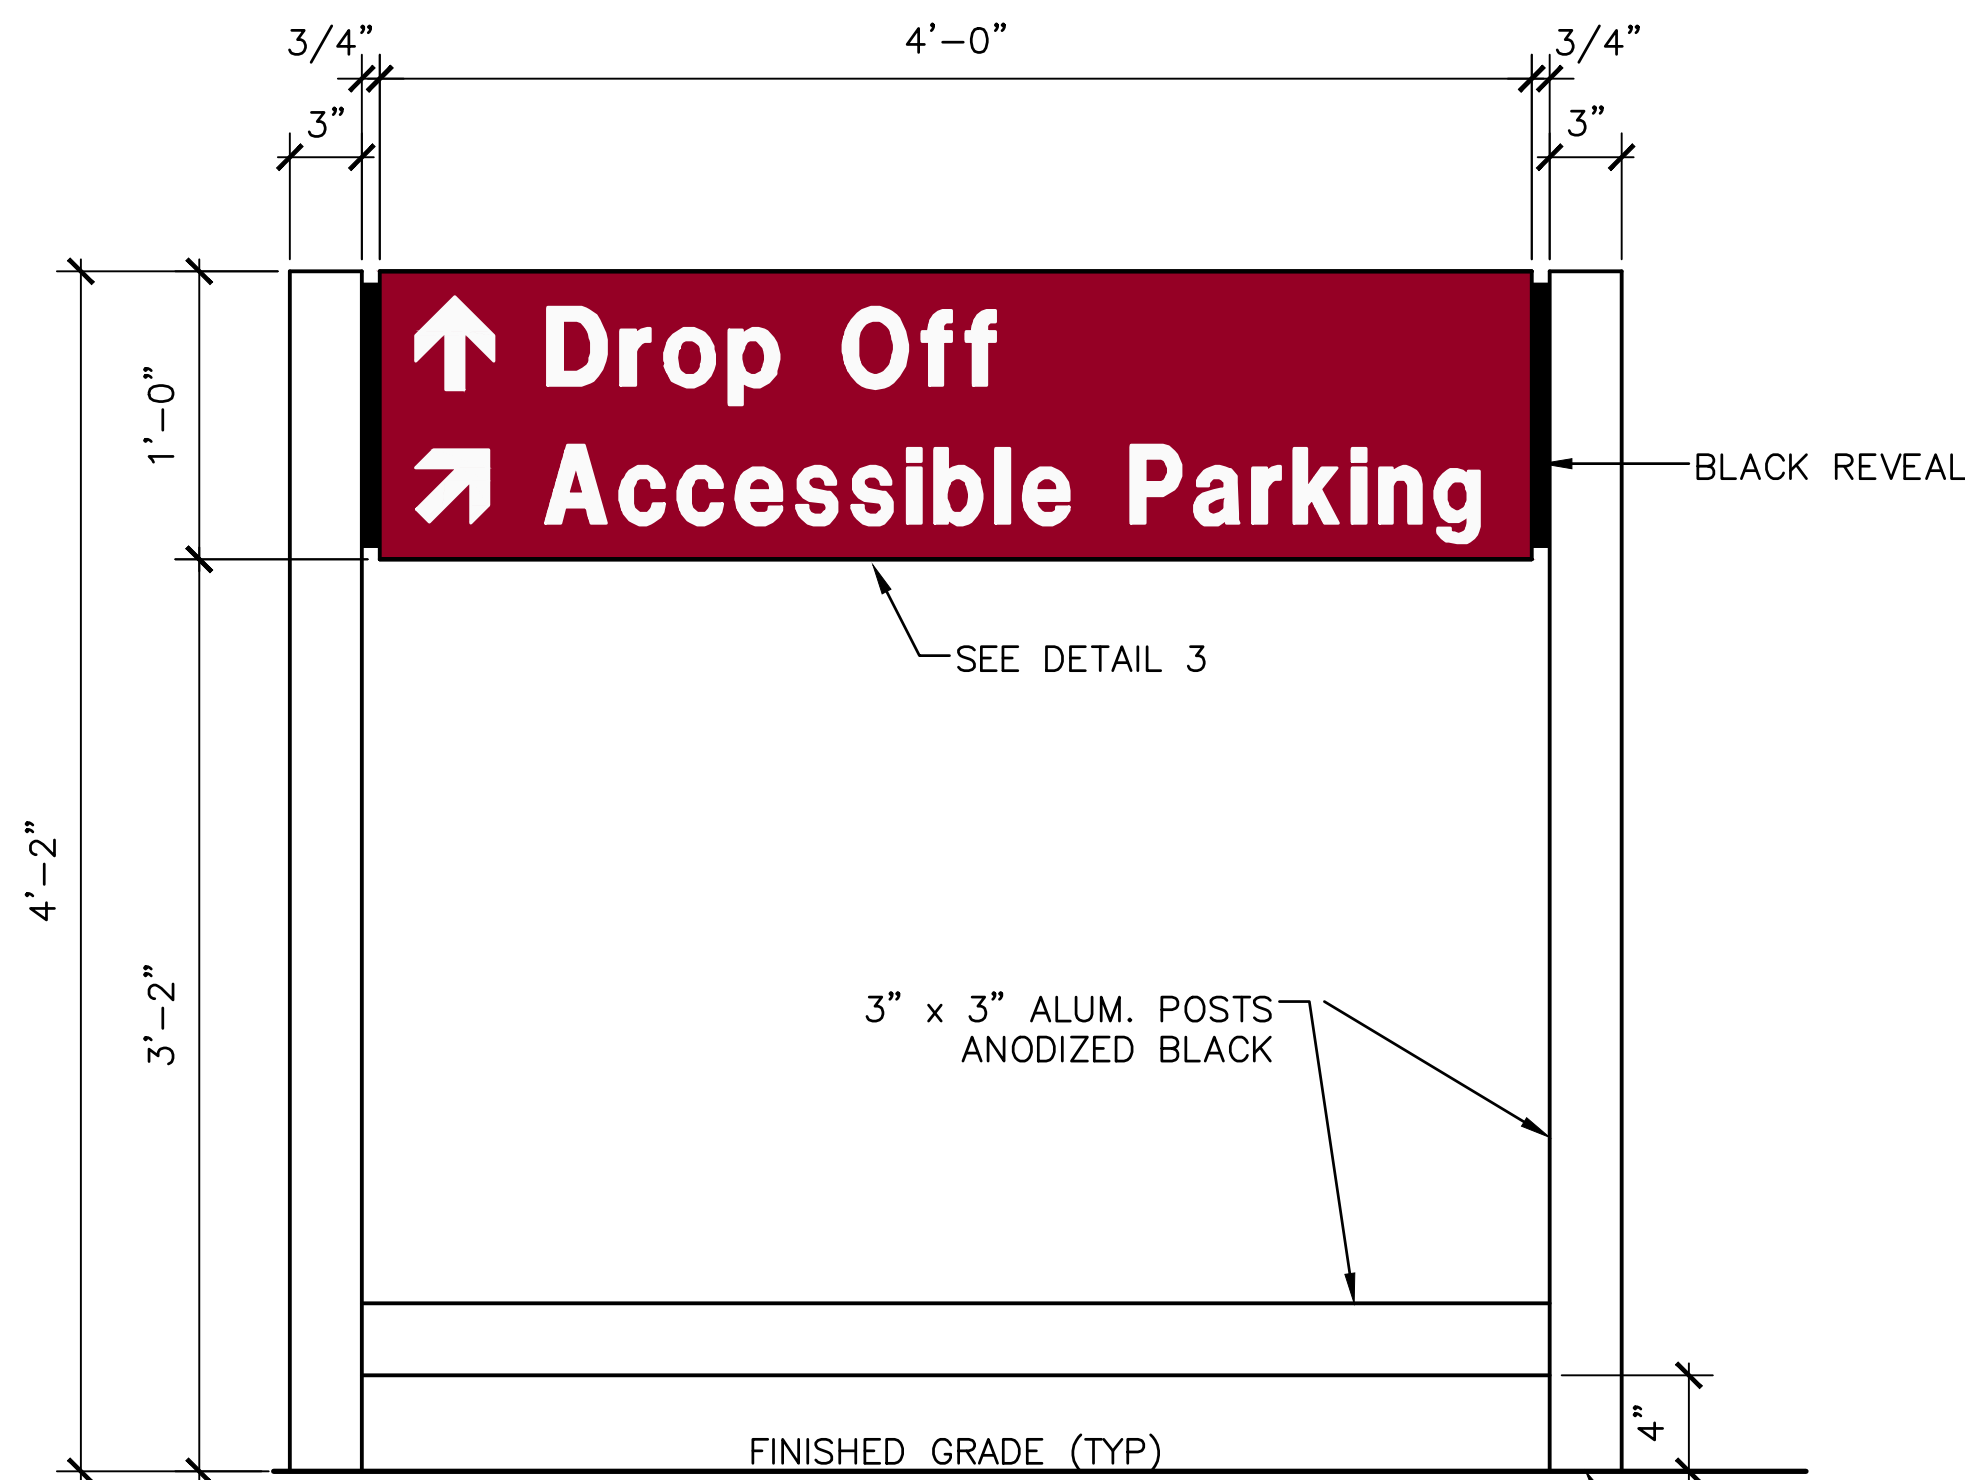 3/4” 4'–0” 3/4”
3” 3”
↑ Drop Off
↗ Accessible Parking
1'–0”
BLACK REVEAL
SEE DETAIL 3
4'–2”
3'–2”
3” x 3” ALUM. POSTS
ANODIZED BLACK
4”
FINISHED GRADE (TYP)